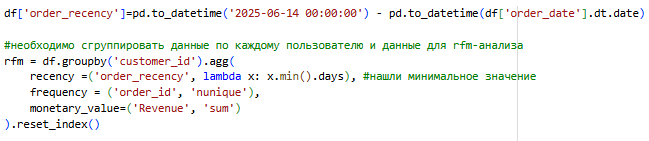 df['order_recency']=pd.to_datetime('2025-06-14 00:00:00') - pd.to_datetime(df['order_date'].dt.date)
#необходимо сгруппировать данные по каждому пользователю и данные для rfm-анализа
rfm = df.groupby('customer_id').agg(
    recency =('order_recency', lambda x: x.min().days), #нашли минимальное значение
    frequency = ('order_id', 'nunique'),
    monetary_value=('Revenue', 'sum')
).reset_index()